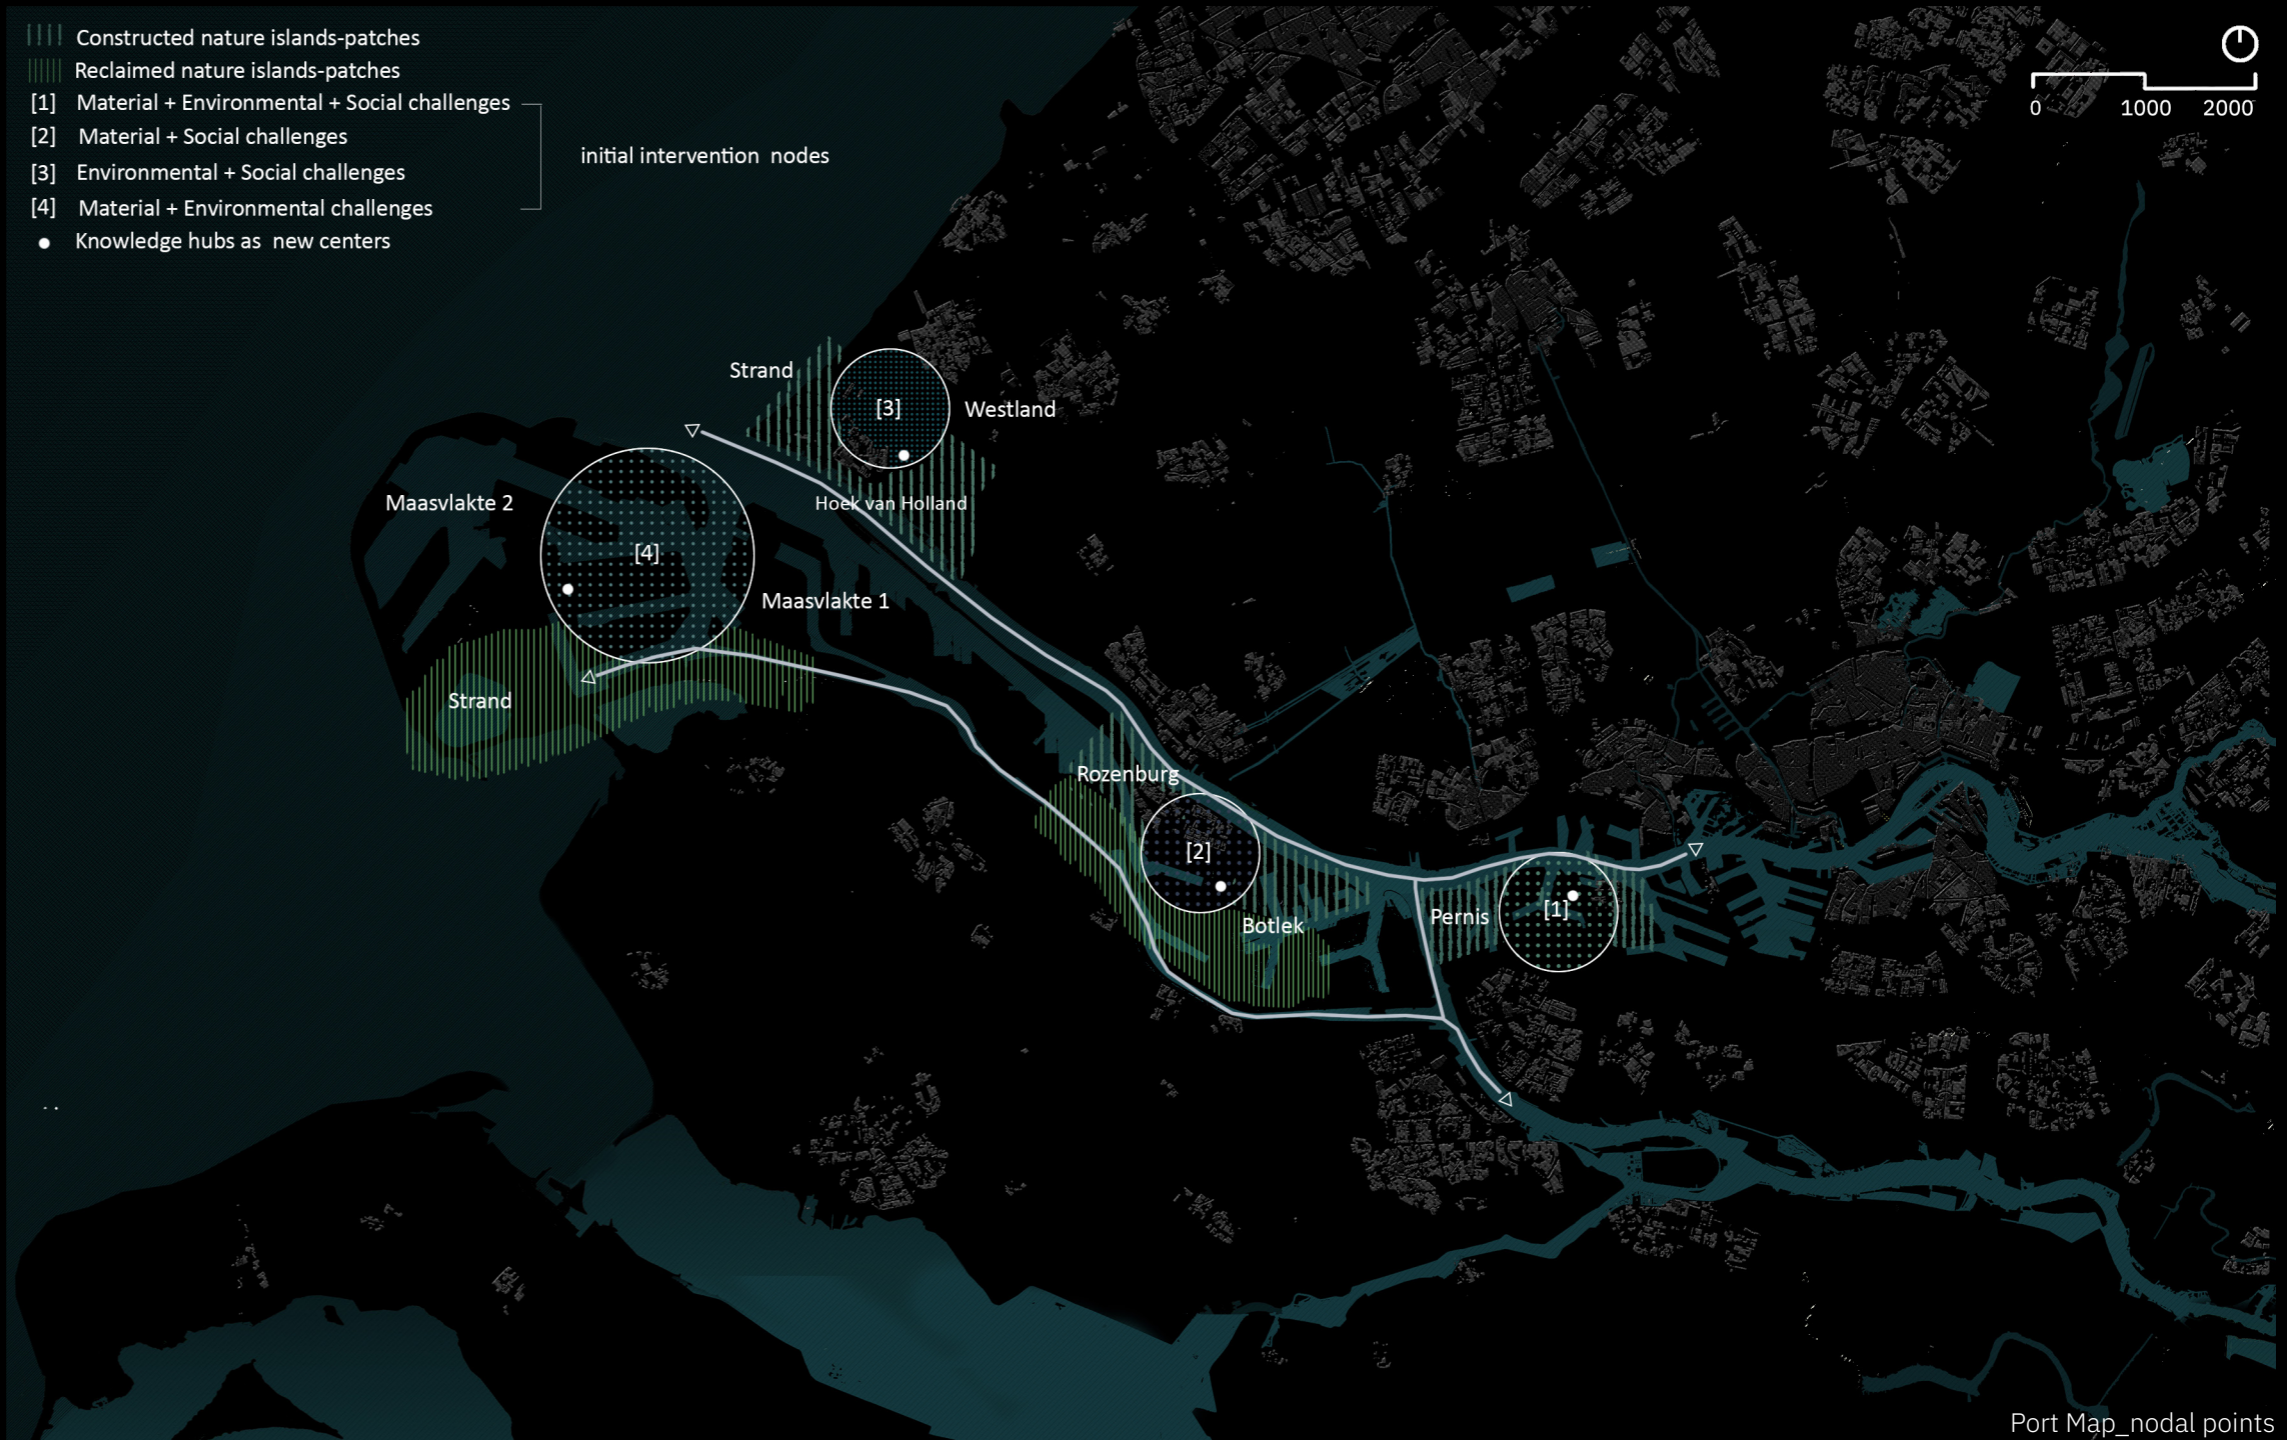 Constructed nature islands-patches
Reclaimed nature islands-patches
[1] Material + Environmental + Social challenges
[2] Material + Social challenges
[3] Environmental + Social challenges
[4] Material + Environmental challenges
Knowledge hubs as new centers
initial intervention nodes
0 1000 2000
Strand
[3]
Westland
Maasvlakte 2
Hoek van Holland
[4]
Maasvlakte 1
Strand
Rozenburg
[2]
Botlek
Pernis
[1]
Port Map_nodal points